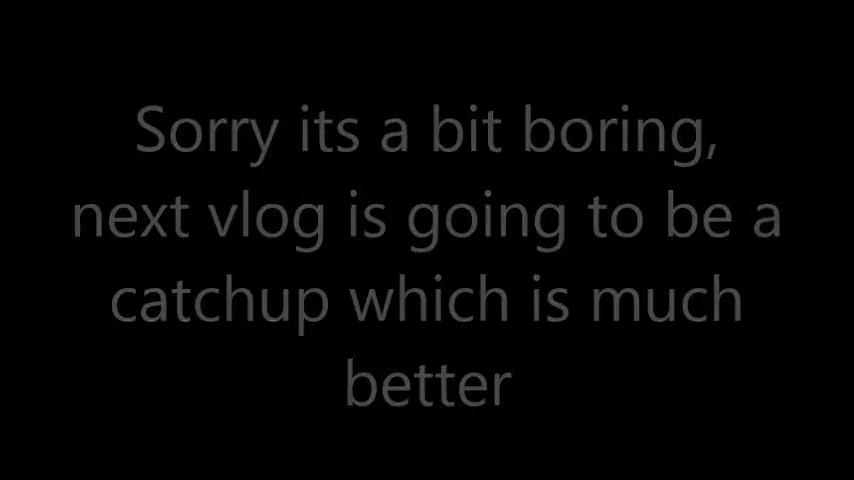 Sorry its a bit boring,
next vlog is going to be a
catchup which is much
better